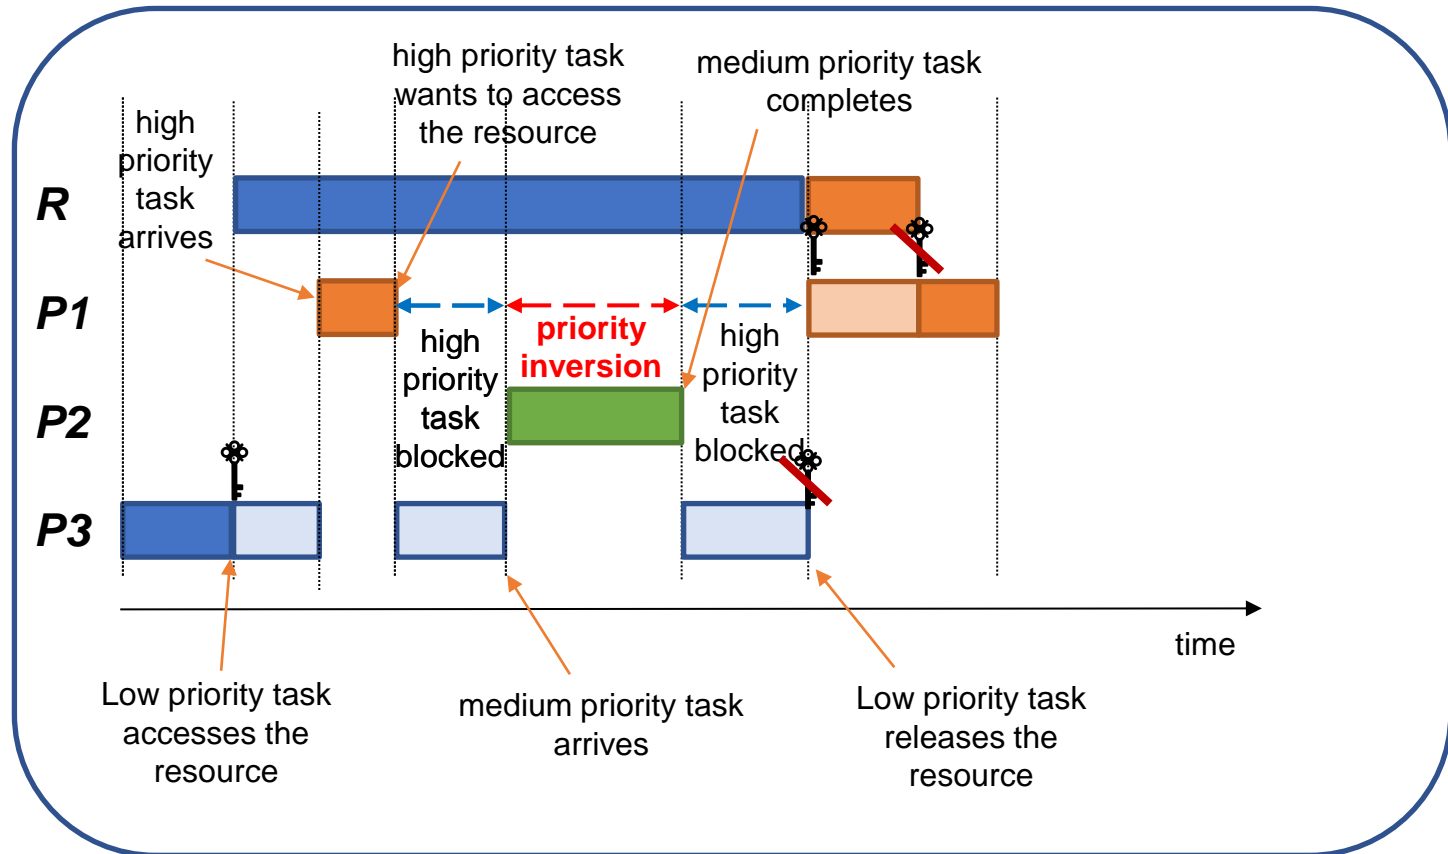 high priority task
wants to access
the resource
medium priority task
completes
high
priority
task
arrives
R
P1
priority
inversion
high
priority
task
blocked
high
priority
task
blocked
P2
P3
time
Low priority task
accesses the
resource
medium priority task
arrives
Low priority task
releases the
resource